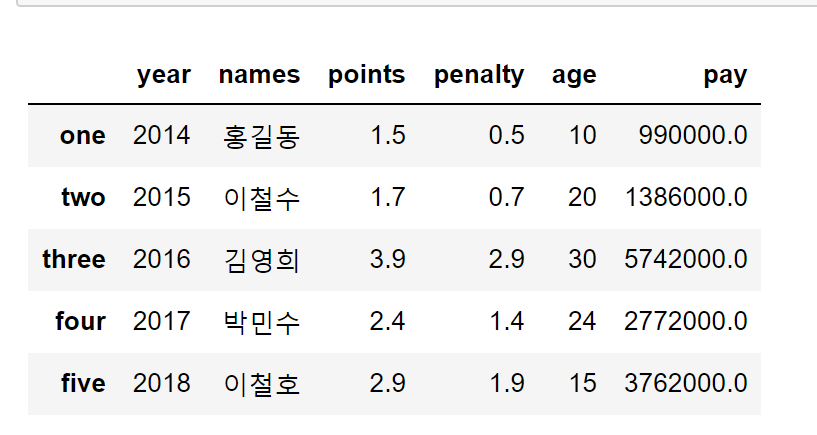 year names points penalty age pay
one 2014 홍길동 1.5 0.5 10 990000.0
two 2015 이철수 1.7 0.7 20 1386000.0
three 2016 김영희 3.9 2.9 30 5742000.0
four 2017 박민수 2.4 1.4 24 2772000.0
five 2018 이철호 2.9 1.9 15 3762000.0